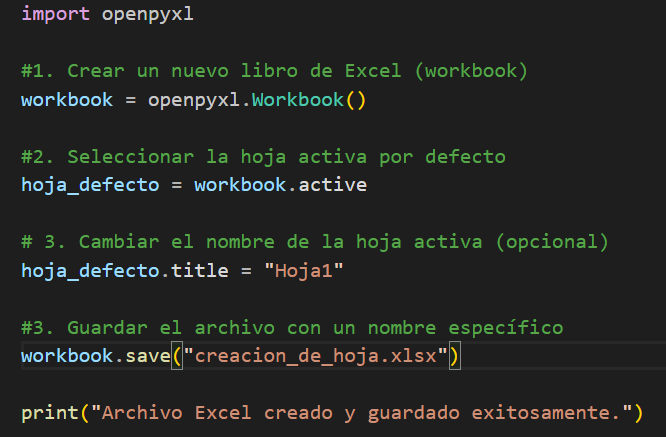 import openpyxl
#1. Crear un nuevo libro de Excel (workbook)
workbook = openpyxl.Workbook()
#2. Seleccionar la hoja activa por defecto
hoja_defecto = workbook.active
# 3. Cambiar el nombre de la hoja activa (opcional)
hoja_defecto.title = "Hoja1"
#3. Guardar el archivo con un nombre específico
workbook.save("creacion_de_hoja.xlsx")
print("Archivo Excel creado y guardado exitosamente.")